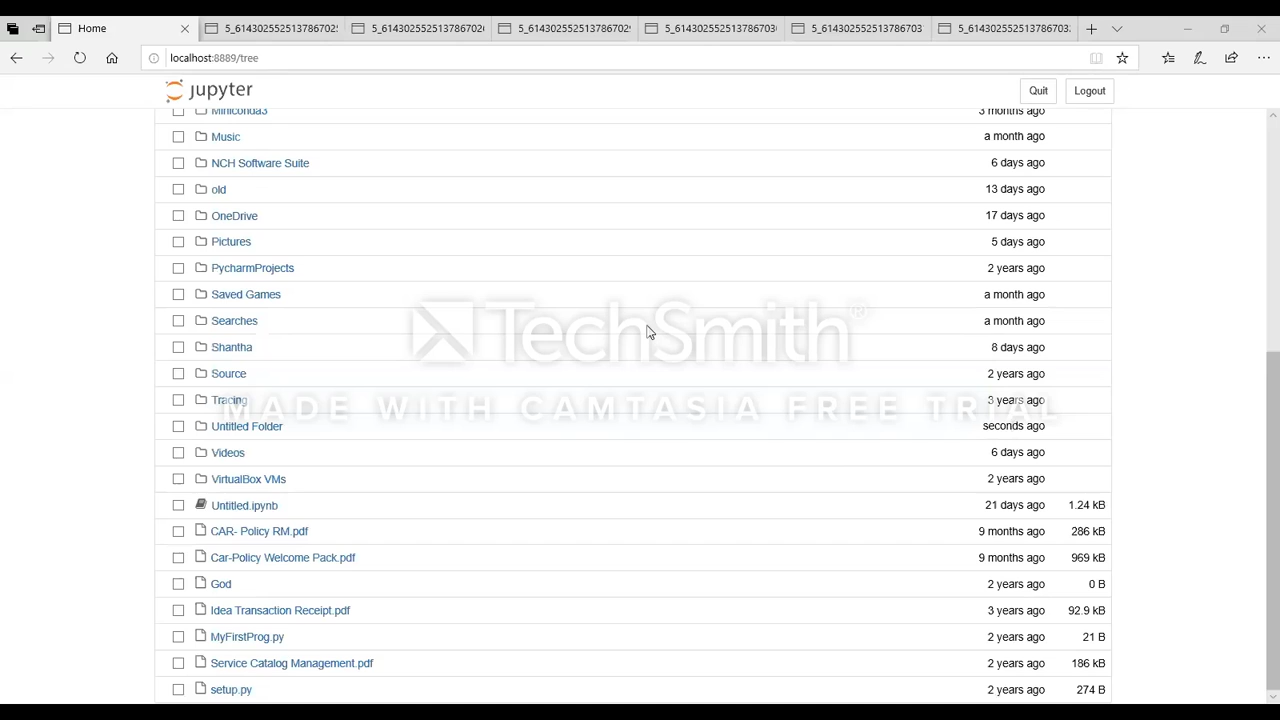 Home 5_6143025525137867025 5_6143025525137867026 5_6143025525137867029 5_6143025525137867030 5_614302552513786703 5_6143025525137867033
localhost:8889/tree
jupyter Quit Logout
Miniconda3 3 months ago
Music a month ago
NCH Software Suite 6 days ago
old 13 days ago
OneDrive 17 days ago
Pictures 5 days ago
PycharmProjects 2 years ago
Saved Games a month ago
TechSmith®
Searches a month ago
Shantha 8 days ago
Source 2 years ago
Tracing 3 years ago
MADE WITH CAMTASIA FREE TRIAL
Untitled Folder seconds ago
Videos 6 days ago
VirtualBox VMs 2 years ago
Untitled.ipynb 21 days ago 1.24 kB
CAR- Policy RM.pdf 9 months ago 286 kB
Car-Policy Welcome Pack.pdf 9 months ago 969 kB
God 2 years ago 0 B
Idea Transaction Receipt.pdf 3 years ago 92.9 kB
MyFirstProg.py 2 years ago 21 B
Service Catalog Management.pdf 2 years ago 186 kB
setup.py 2 years ago 274 B